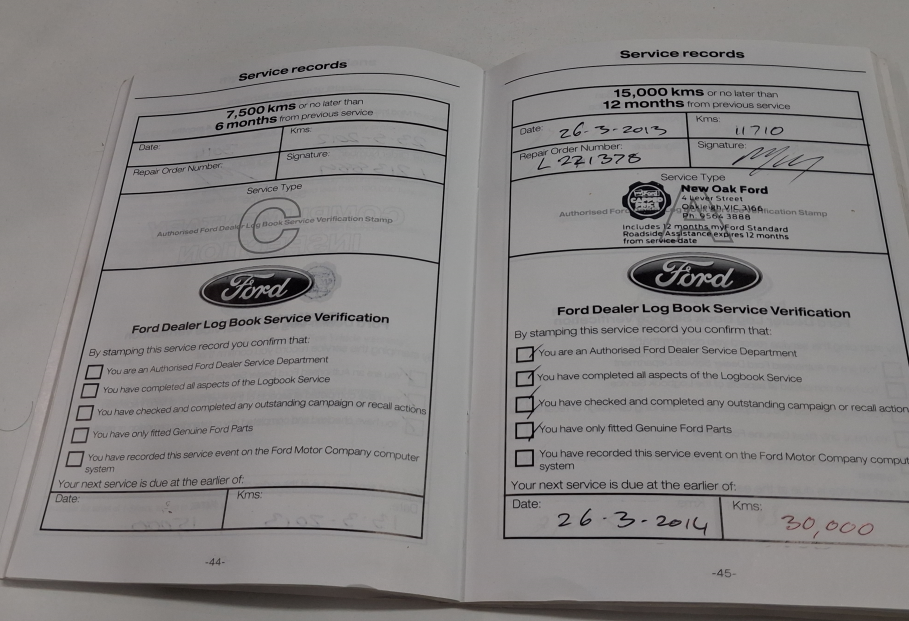 Service records
7,500 kms or no later than
6 months from previous service
Date:
Kms:
Repair Order Number:
Signature:
Service Type
C
Authorised Ford Dealer Log Book Service Verification Stamp
Ford
Ford Dealer Log Book Service Verification
By stamping this service record you confirm that:
You are an Authorised Ford Dealer Service Department
You have completed all aspects of the Logbook Service
You have checked and completed any outstanding campaign or recall actions
You have only fitted Genuine Ford Parts
You have recorded this service event on the Ford Motor Company computer
system
Your next service is due at the earlier of:
Date:
Kms:
-44-
Service records
15,000 kms or no later than
12 months from previous service
Date: 26-3-2013
Kms: 11710
Repair Order Number:
L271378
Signature:
Service Type
New Oak Ford
4 Lever Street
Oakleigh VIC 3166
Ph. 9564 3888
Authorised Ford
ification Stamp
Includes 12 months myFord Standard
Roadside Assistance expires 12 months
from service date
Ford
Ford Dealer Log Book Service Verification
By stamping this service record you confirm that:
You are an Authorised Ford Dealer Service Department
You have completed all aspects of the Logbook Service
You have checked and completed any outstanding campaign or recall action
You have only fitted Genuine Ford Parts
You have recorded this service event on the Ford Motor Company comput
system
Your next service is due at the earlier of:
Date: 26-3-2014
Kms: 30,000
-45-